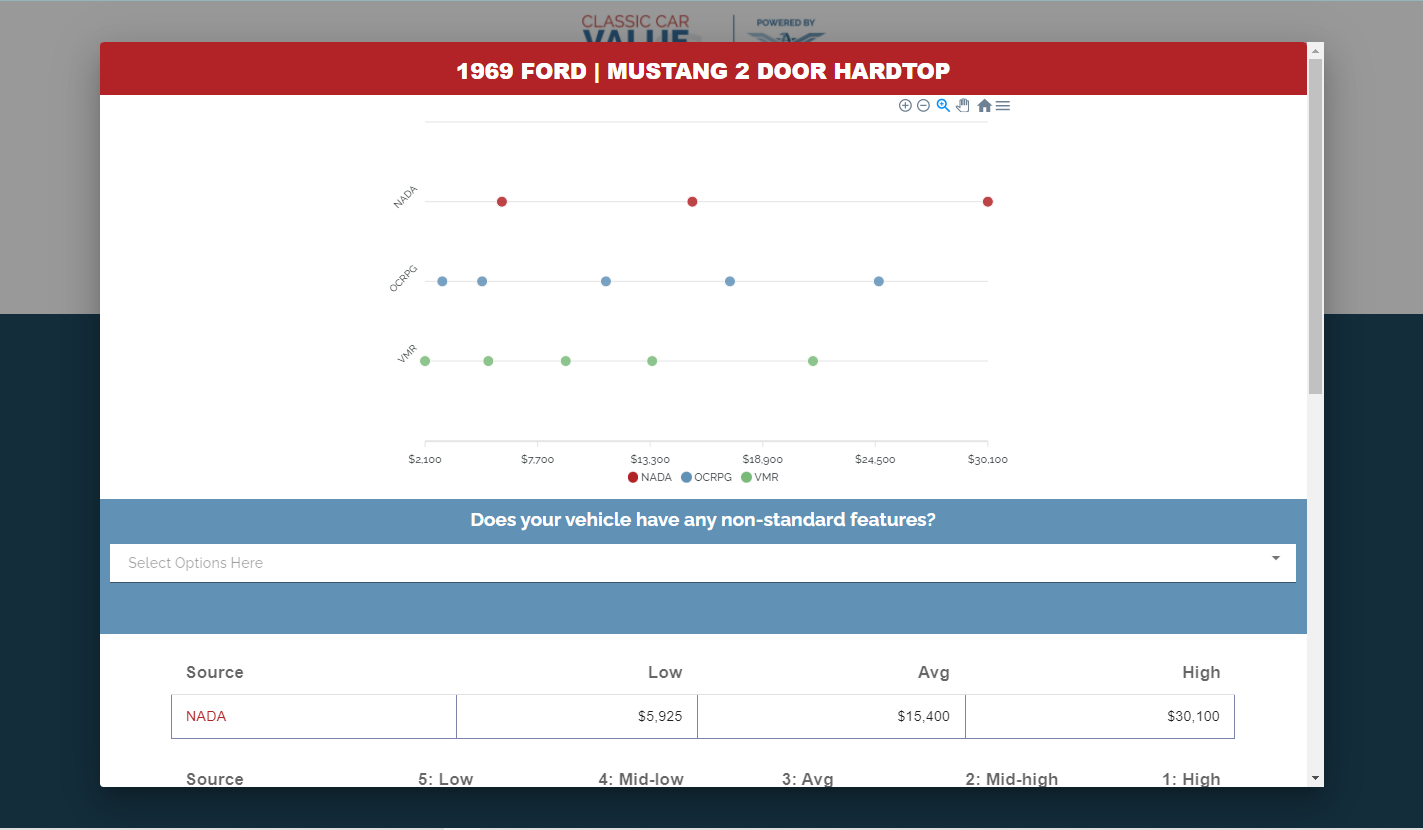 CLASSIC CAR
VALUE
POWERED BY
1969 FORD | MUSTANG 2 DOOR HARDTOP
NADA
OCRPG
VMR
$2,100 $7,700 $13,300 $18,900 $24,500 $30,100
NADA OCRPG VMR
Does your vehicle have any non-standard features?
Select Options Here
Source Low Avg High
NADA $5,925 $15,400 $30,100
Source 5: Low 4: Mid-low 3: Avg 2: Mid-high 1: High